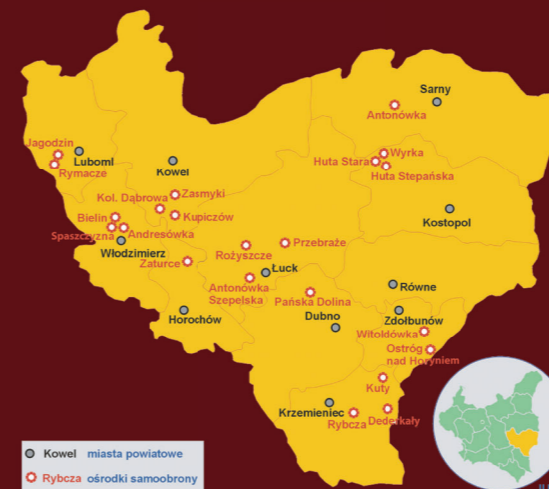 Sarny
Antonówka
Jagodzin
Luboml
Rymacze
Kowel
Wyrka
Huta Stara
Huta Stepańska
Kol. Dąbrowa
Zasmyki
Bielin
Kupiczów
Kostopol
Spaszczyzna
Andresówka
Włodzimierz
Zaturce
Rożyszcze
Przebraże
Łuck
Antonówka
Szepelska
Pańska Dolina
Równe
Horochów
Dubno
Zdołbunów
Witoldówka
Ostróg
nad Horyniem
Kuty
Krzemieniec
Rybcza
Dederkały
Kowel miasta powiatowe
Rybcza ośrodki samoobrony